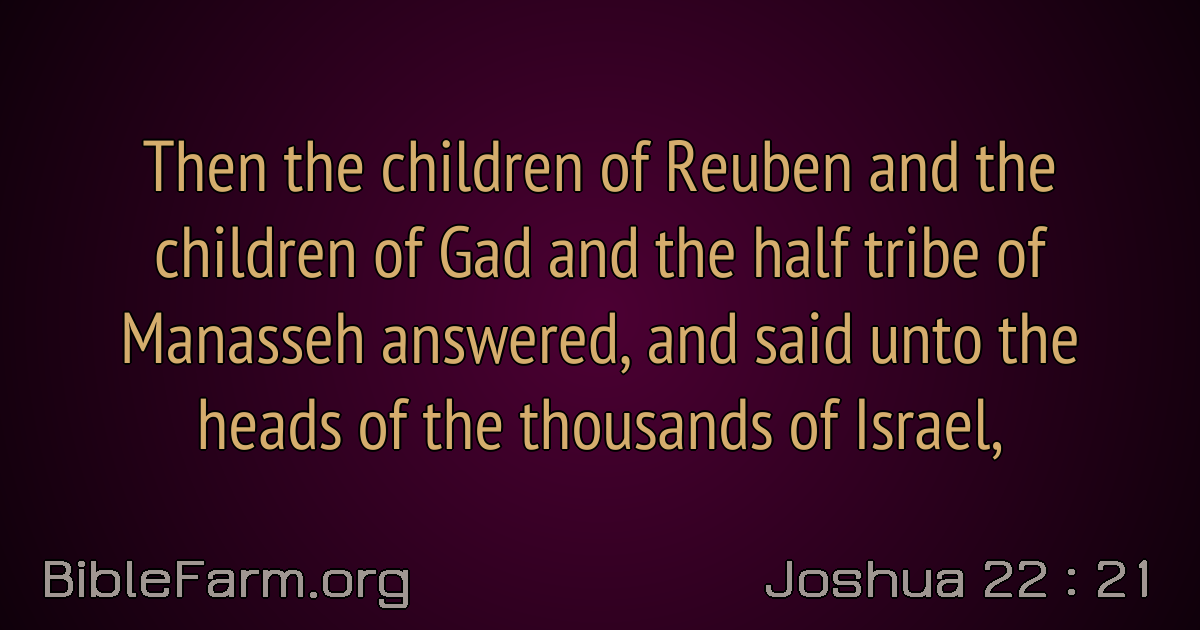 Then the children of Reuben and the
children of Gad and the half tribe of
Manasseh answered, and said unto the
heads of the thousands of Israel,
BibleFarm.org
Joshua 22 : 21